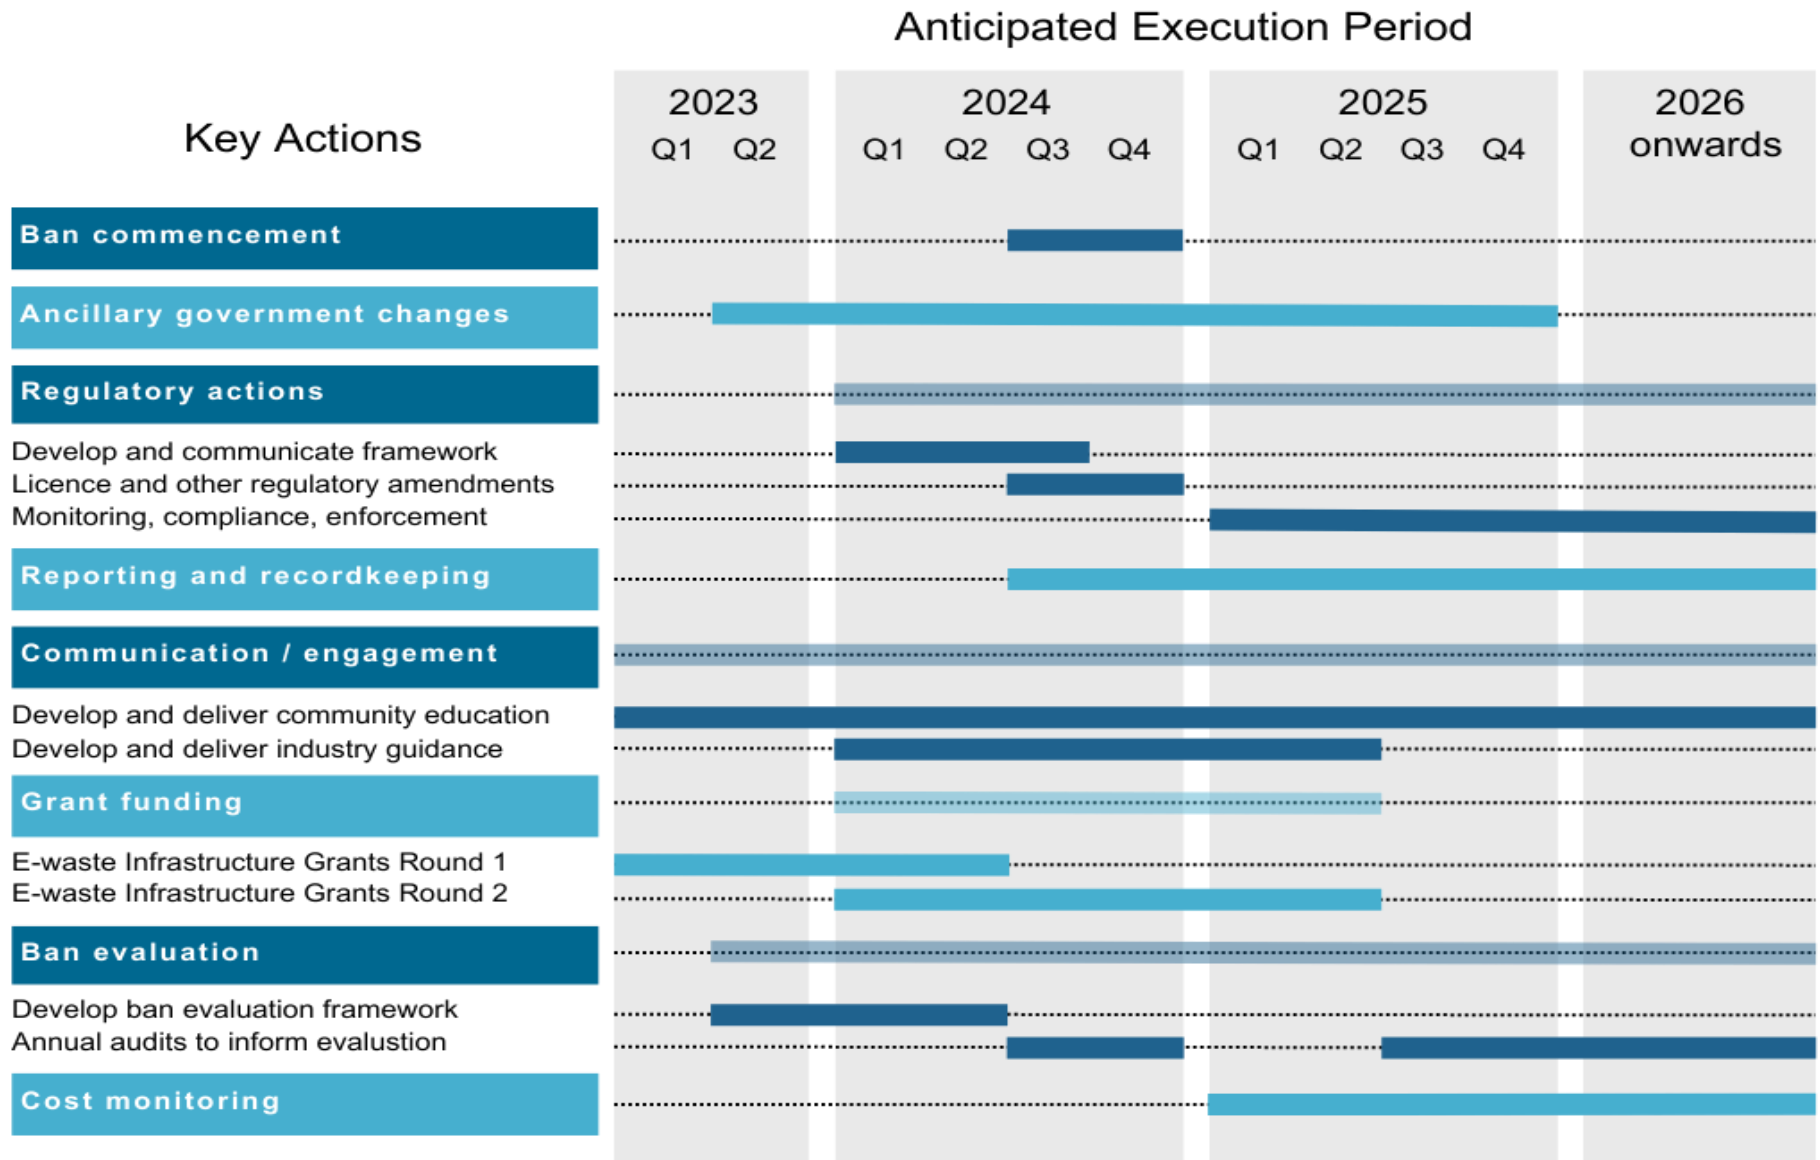 Anticipated Execution Period
Key Actions
2023
2024
2025
2026
onwards
Q1 Q2
Q1 Q2 Q3 Q4
Q1 Q2 Q3 Q4
Ban commencement
Ancillary government changes
Regulatory actions
Develop and communicate framework
Licence and other regulatory amendments
Monitoring, compliance, enforcement
Reporting and recordkeeping
Communication / engagement
Develop and deliver community education
Develop and deliver industry guidance
Grant funding
E-waste Infrastructure Grants Round 1
E-waste Infrastructure Grants Round 2
Ban evaluation
Develop ban evaluation framework
Annual audits to inform evalustion
Cost monitoring